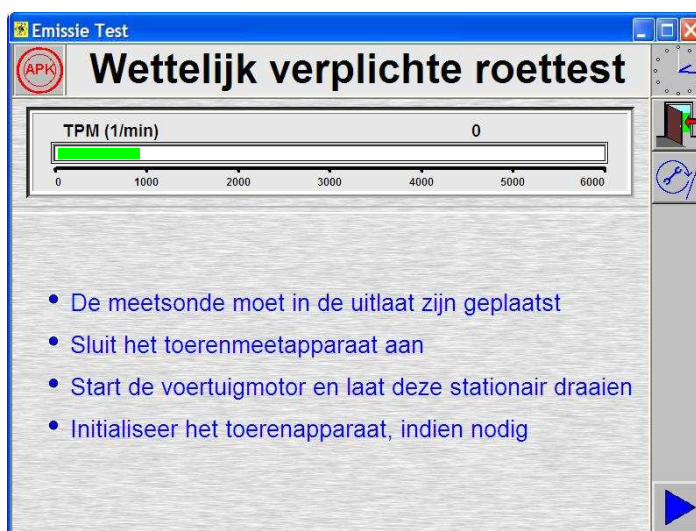 Emissie Test
APK
Wettelijk verplichte roettest
TPM (1/min) 0
0 1000 2000 3000 4000 5000 6000
• De meetsonde moet in de uitlaat zijn geplaatst
• Sluit het toerenmeetapparaat aan
• Start de voertuigmotor en laat deze stationair draaien
• Initialiseer het toerenapparaat, indien nodig